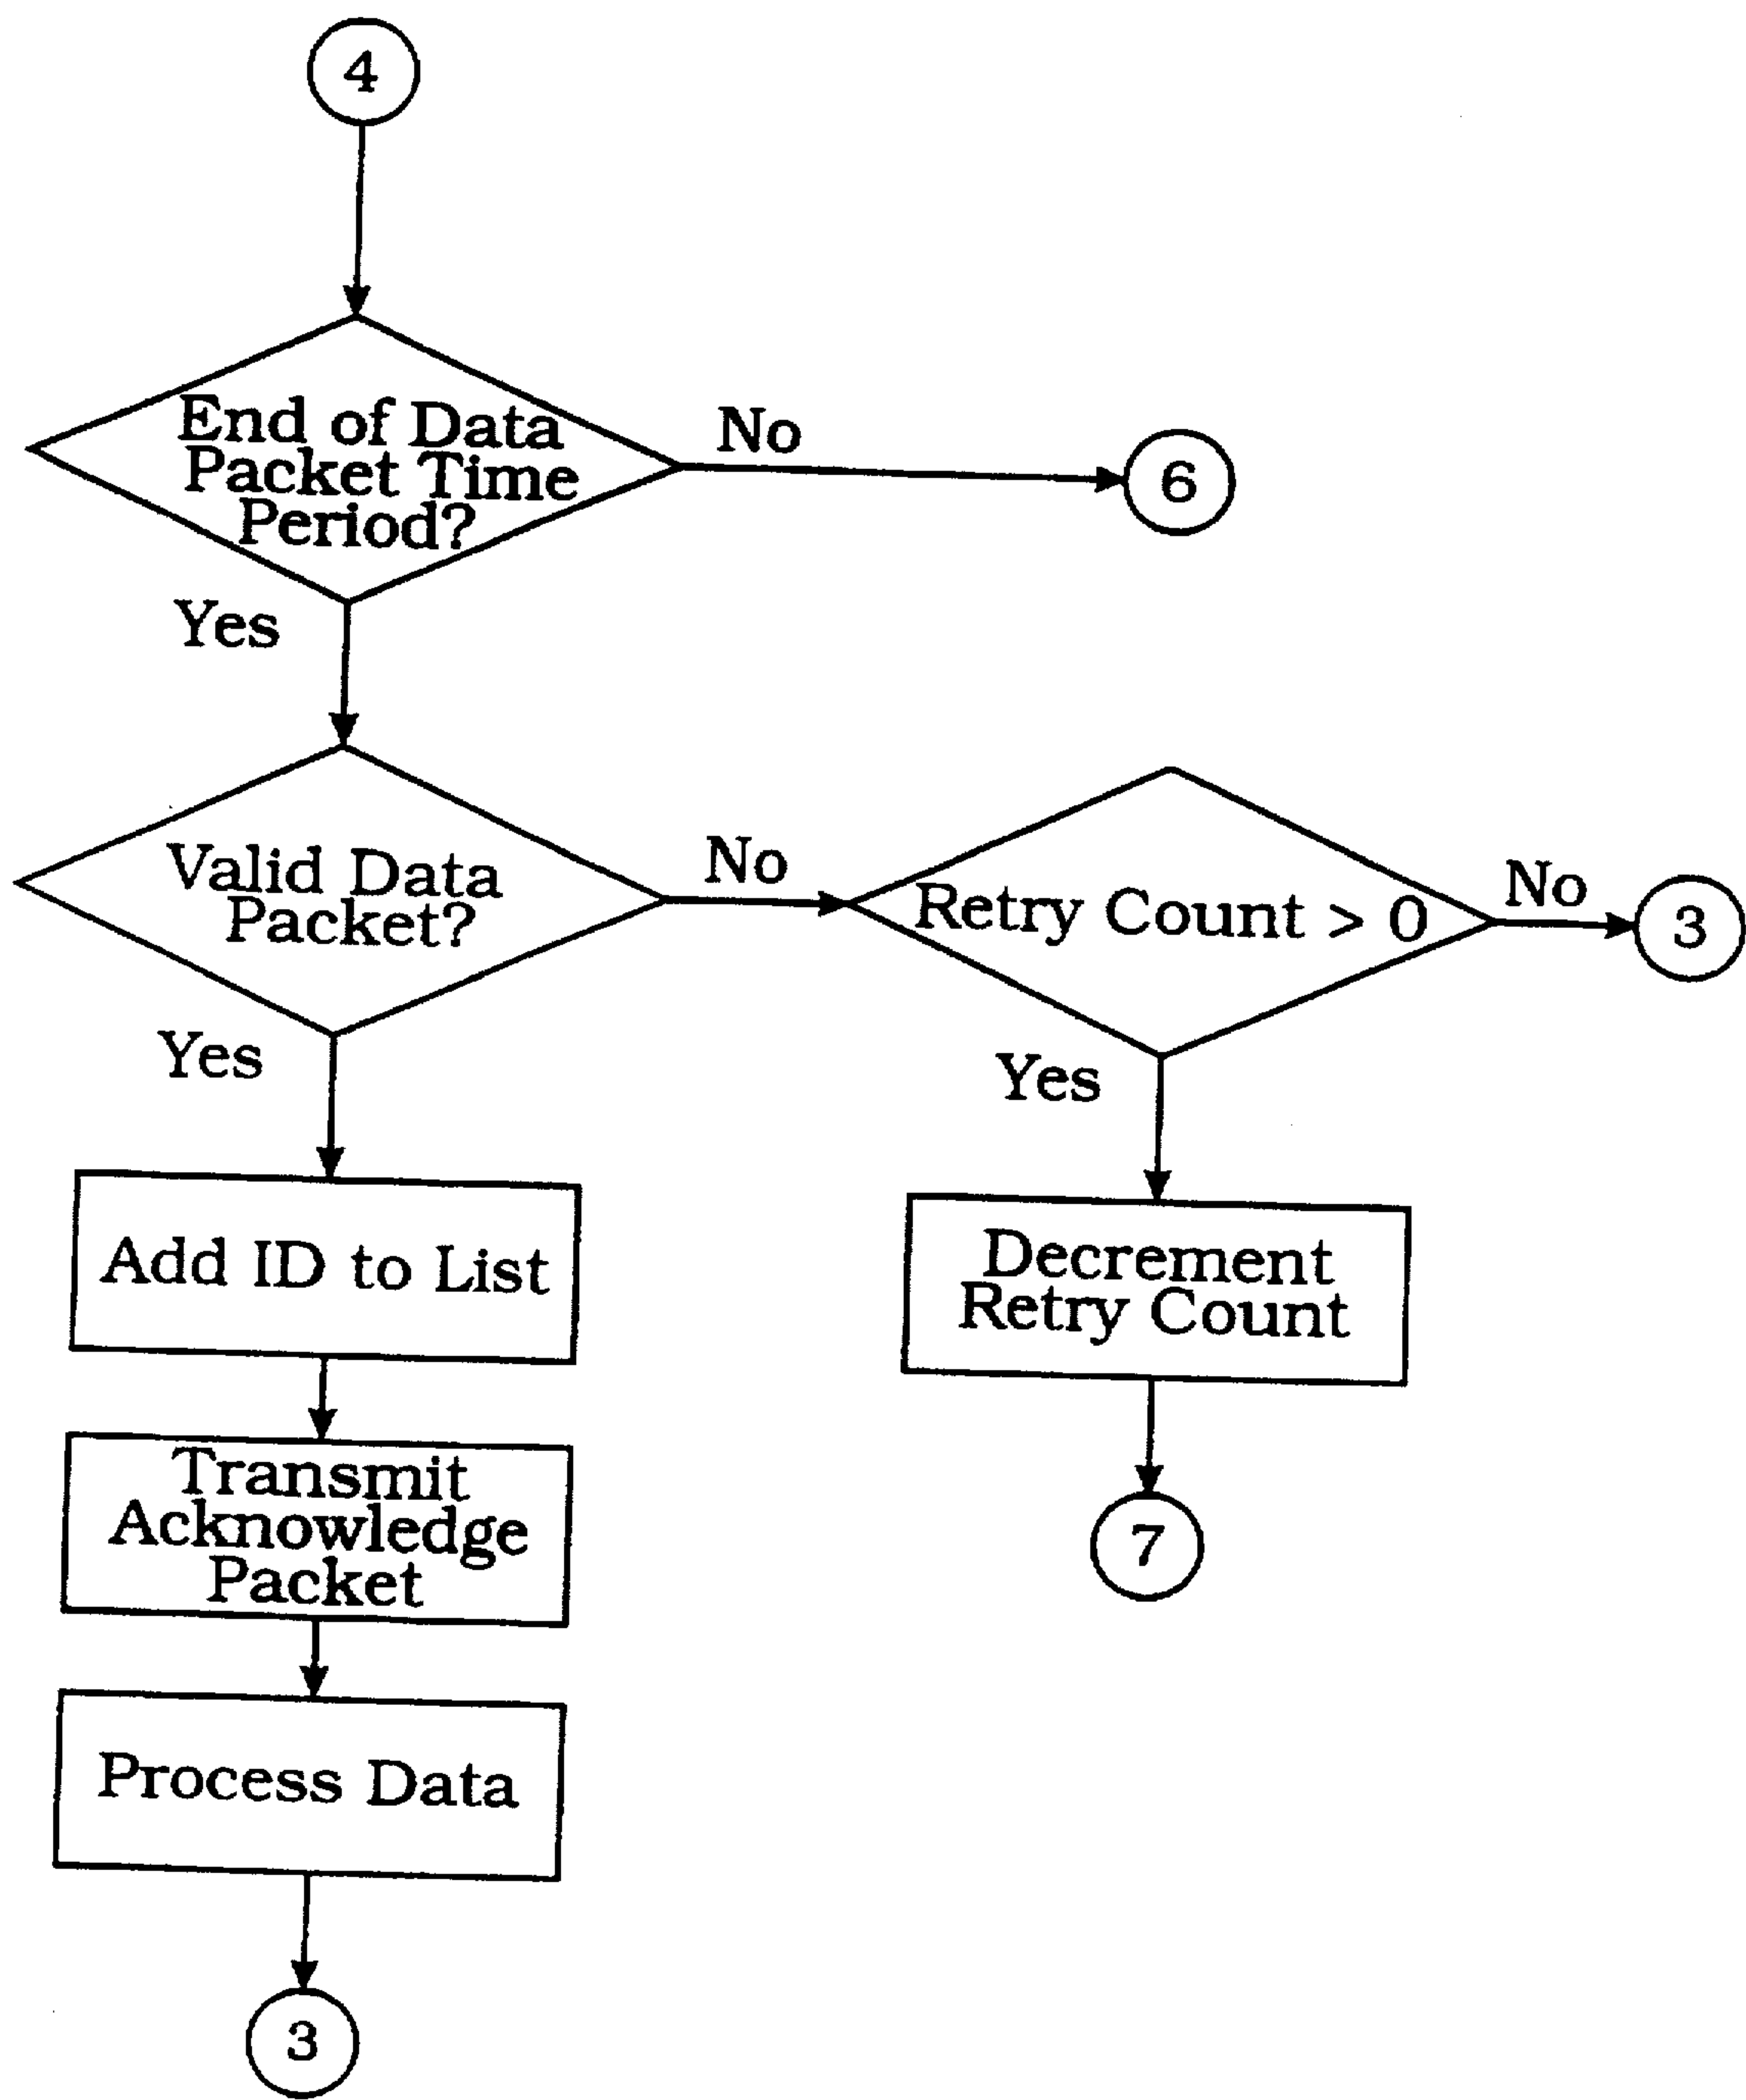 4
End of Data
Packet Time
Period?
No
6
Yes
Valid Data
Packet?
No
Retry Count > 0
No
3
Yes
Yes
Add ID to List
Decrement
Retry Count
Transmit
Acknowledge
Packet
7
Process Data
3